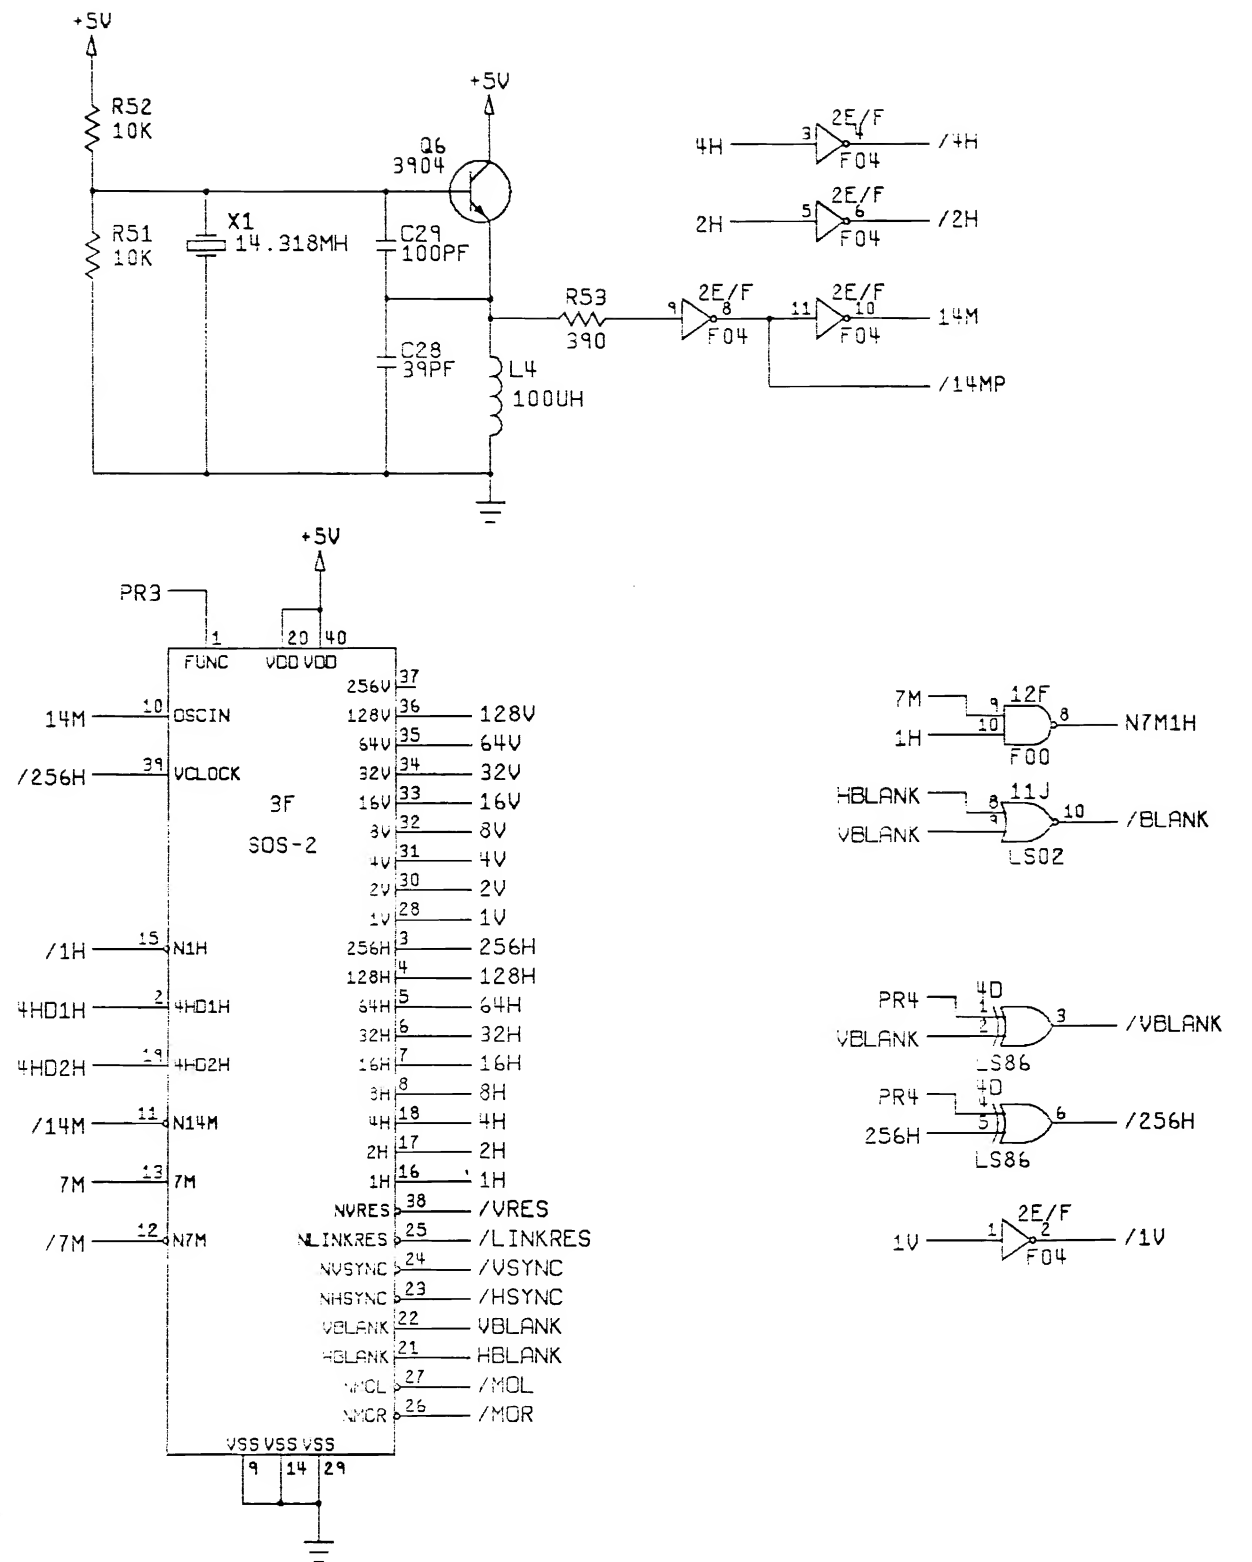 +5V
R52
10K
R51
10K
X1
14.318MH
+5V
Q6
3904
C29
100PF
C28
39PF
L4
100UH
R53
390
9
2E/F
8
F04
4H
3
2E/F
4
F04
/4H
2H
5
2E/F
6
F04
/2H
11
2E/F
10
F04
14M
/14MP
+5V
PR3
1
20
40
FUNC
VDD
VDD
3F
SOS-2
14M
10
OSCIN
/256H
39
VCLOCK
/1H
15
N1H
4HD1H
2
4HD1H
4HD2H
19
4HD2H
/14M
11
N14M
7M
13
7M
/7M
12
N7M
256V
37
128V
36
128V
64V
35
64V
32V
34
32V
16V
33
16V
8V
32
8V
4V
31
4V
2V
30
2V
1V
28
1V
256H
3
256H
128H
4
128H
64H
5
64H
32H
6
32H
16H
7
16H
8H
8
8H
4H
18
4H
2H
17
2H
1H
16
1H
NVRES
38
/VRES
NLINKRES
25
/LINKRES
NVSYNC
24
/VSYNC
NHSYNC
23
/HSYNC
VBLANK
22
VBLANK
HBLANK
21
HBLANK
27
/MOL
26
/MOR
VSS
VSS
VSS
9
14
29
7M
1H
9
10
12F
8
F00
N7M1H
HBLANK
VBLANK
8
9
11J
10
LS02
/BLANK
PR4
VBLANK
4D
1
2
3
LS86
/VBLANK
PR4
256H
4D
4
5
6
LS86
/256H
1V
1
2E/F
2
F04
/1V